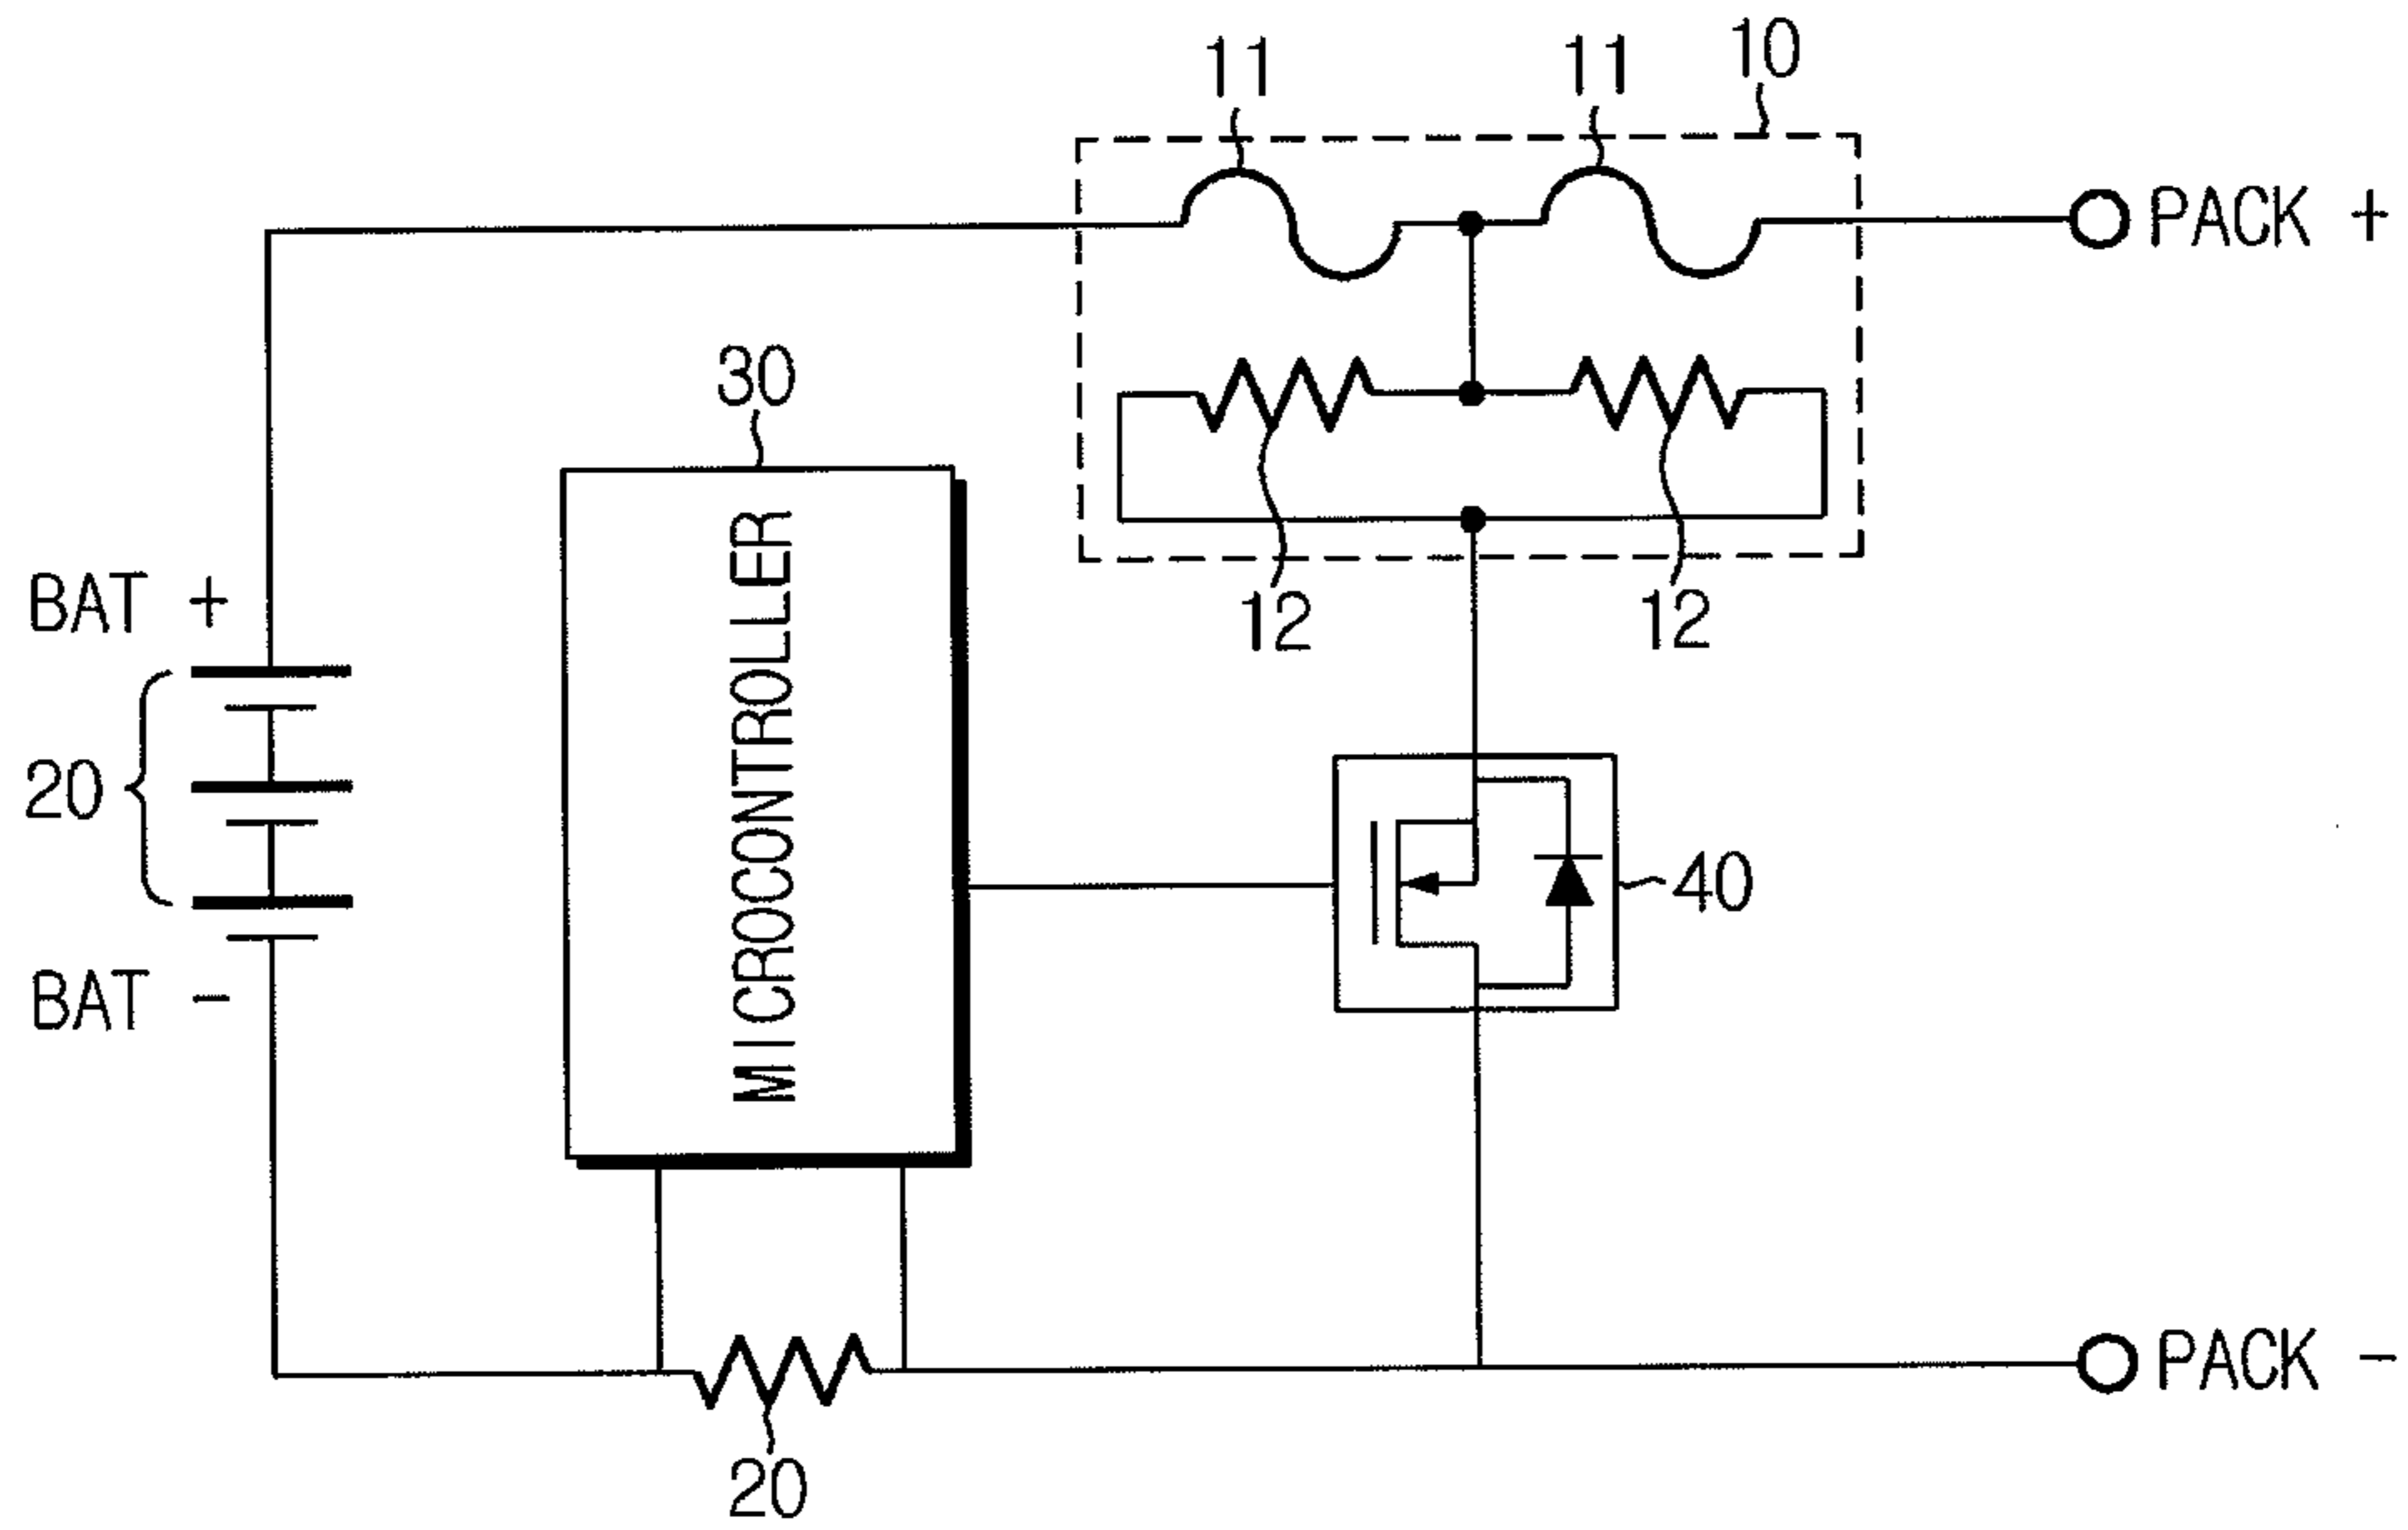 11
11
10
PACK +
30
MICROCONTROLLER
12
12
BAT +
20
40
BAT -
PACK -
20